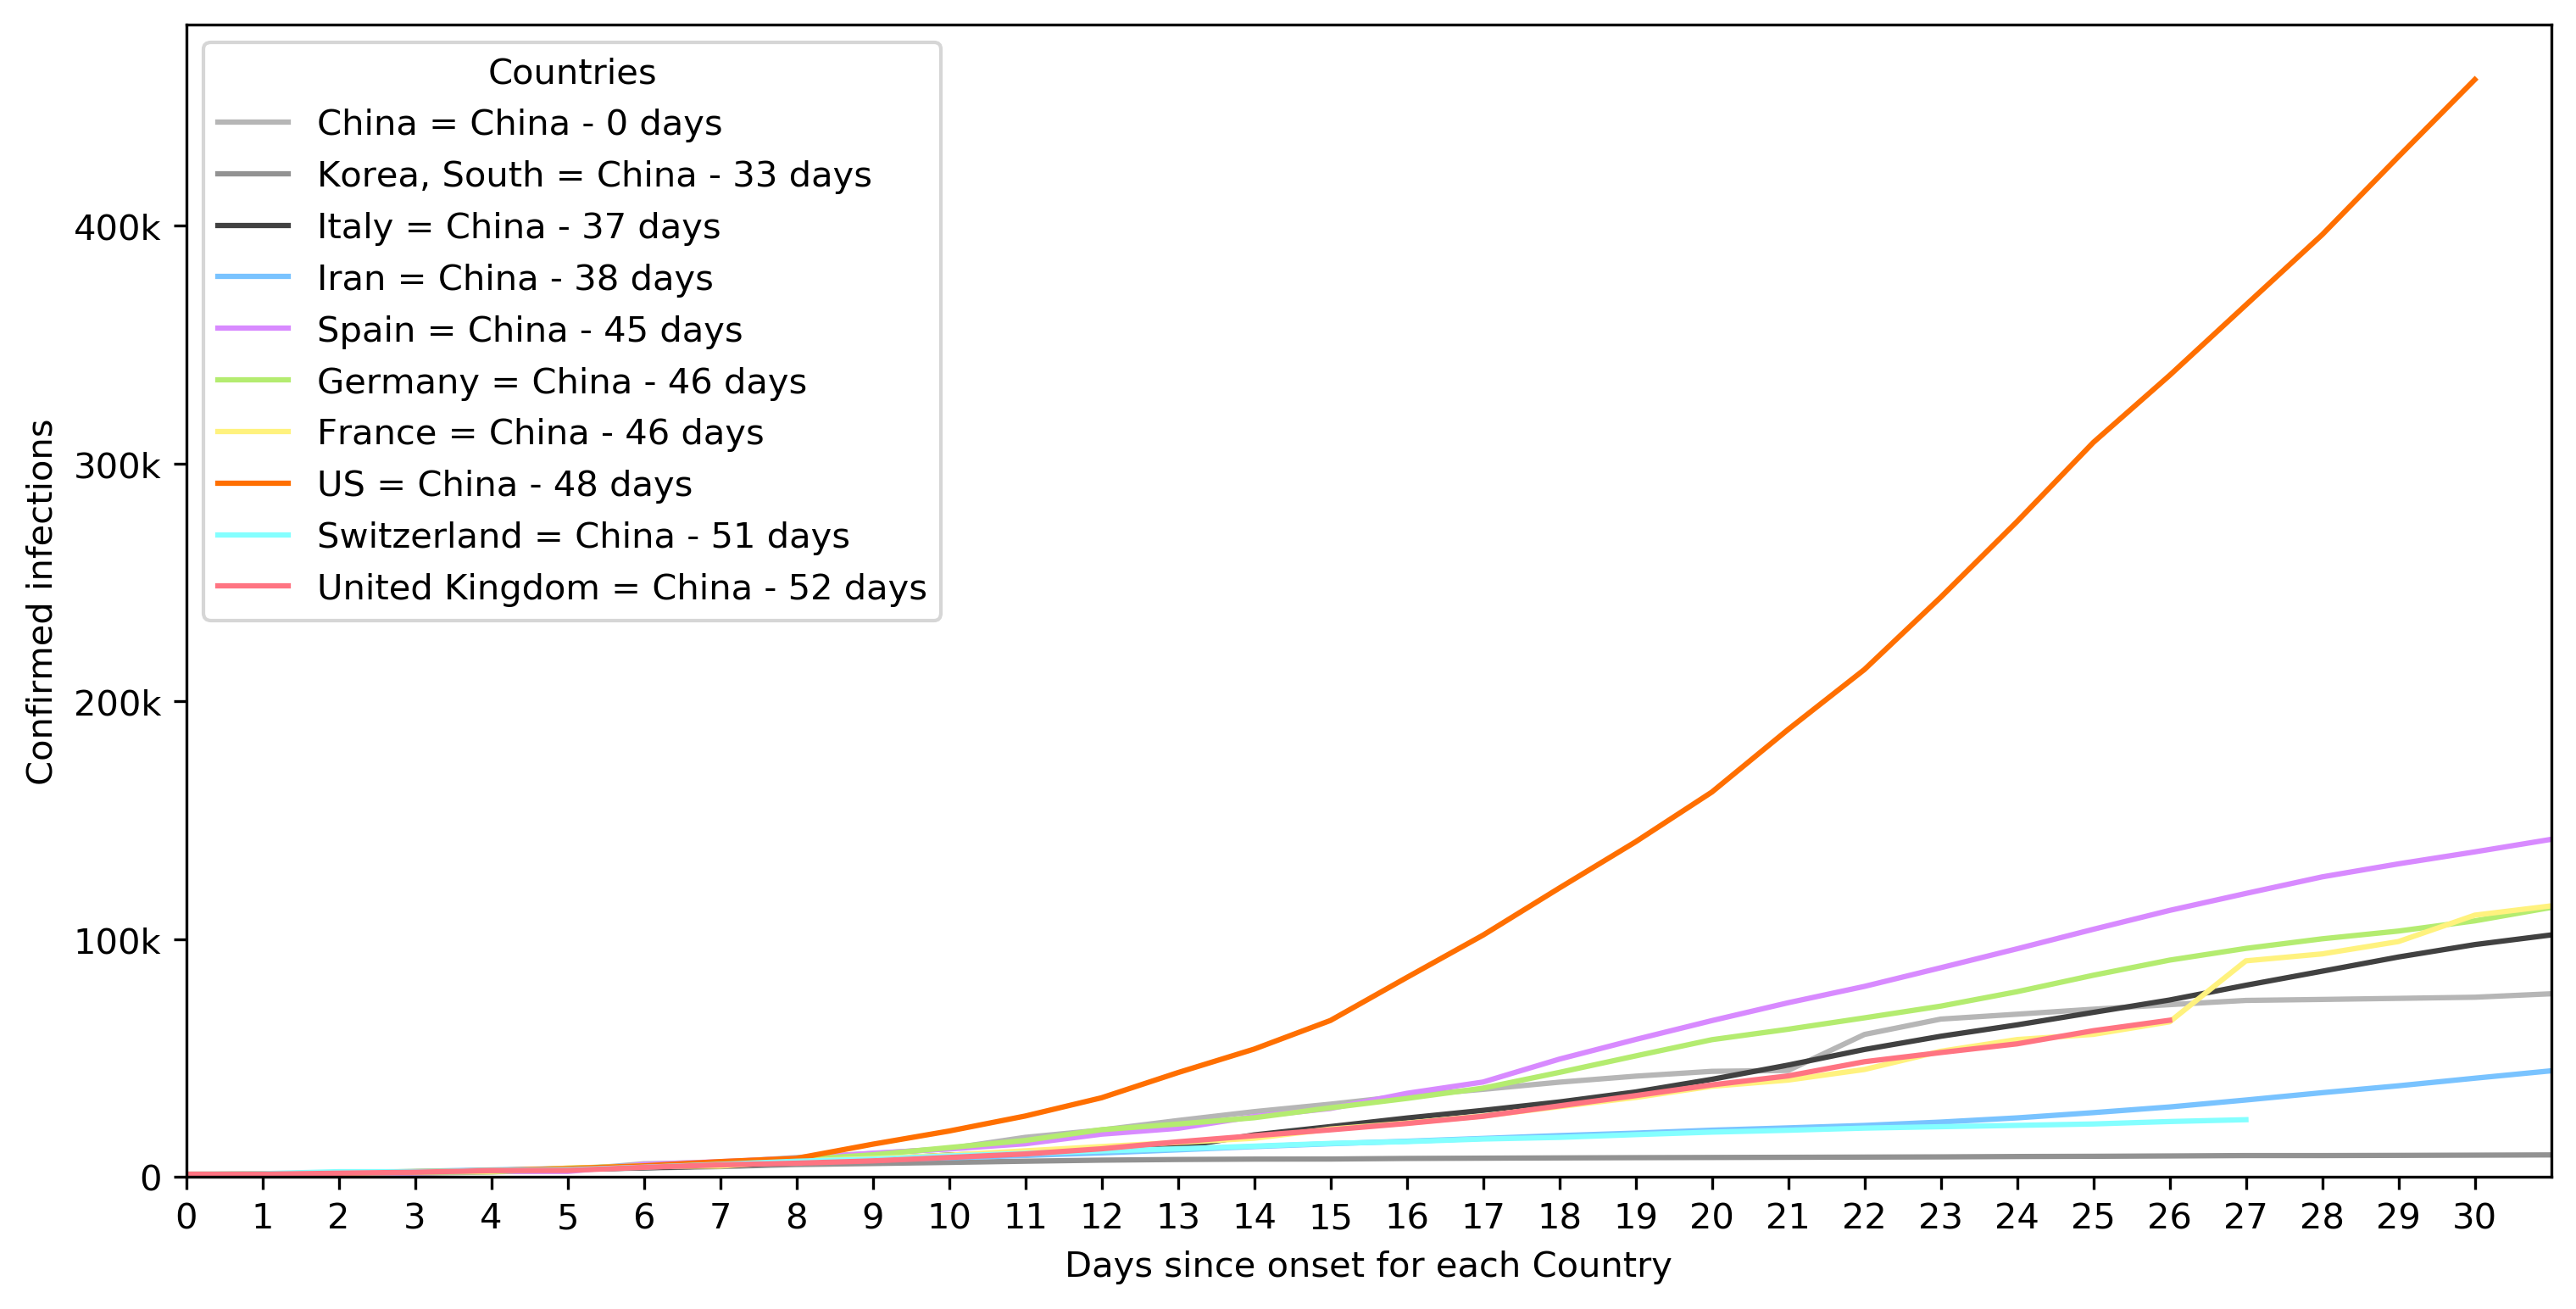 Countries
China = China - 0 days
Korea, South = China - 33 days
Italy = China - 37 days
Iran = China - 38 days
Spain = China - 45 days
Germany = China - 46 days
France = China - 46 days
US = China - 48 days
Switzerland = China - 51 days
United Kingdom = China - 52 days
Confirmed infections
400k
300k
200k
100k
0
0 1 2 3 4 5 6 7 8 9 10 11 12 13 14 15 16 17 18 19 20 21 22 23 24 25 26 27 28 29 30
Days since onset for each Country